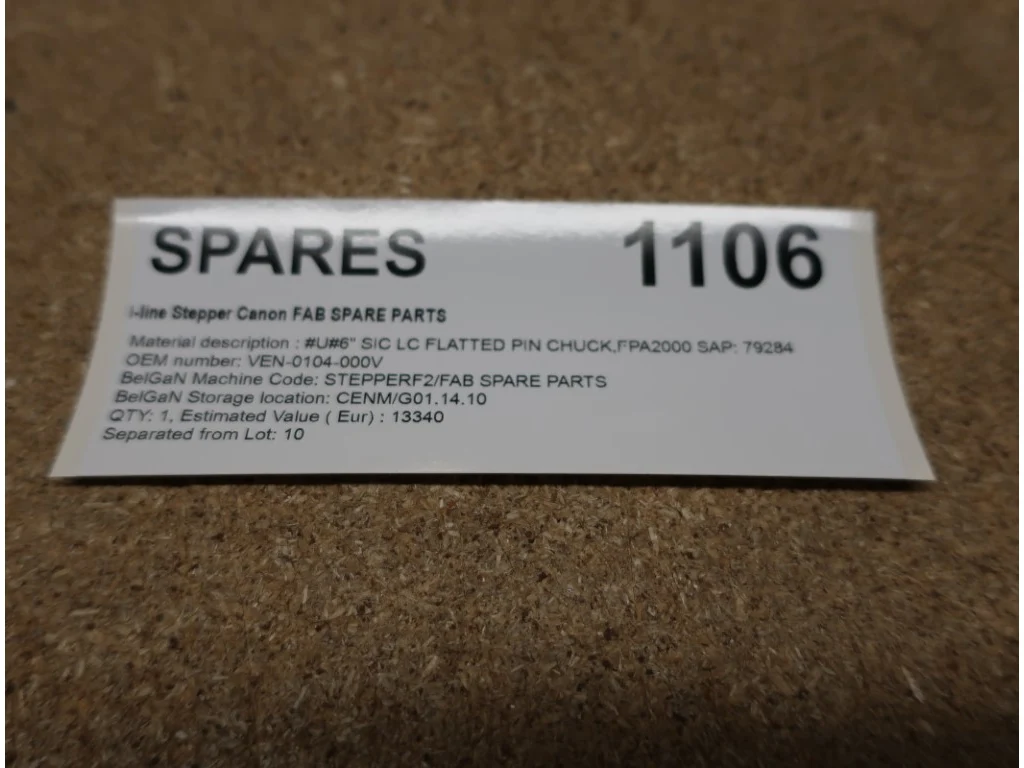 SPARES 1106
i-line Stepper Canon FAB SPARE PARTS
Material description : #U#6" SIC LC FLATTED PIN CHUCK,FPA2000 SAP: 79284
OEM number: VEN-0104-000V
BelGaN Machine Code: STEPPERF2/FAB SPARE PARTS
BelGaN Storage location: CENM/G01.14.10
QTY: 1, Estimated Value ( Eur) : 13340
Separated from Lot: 10